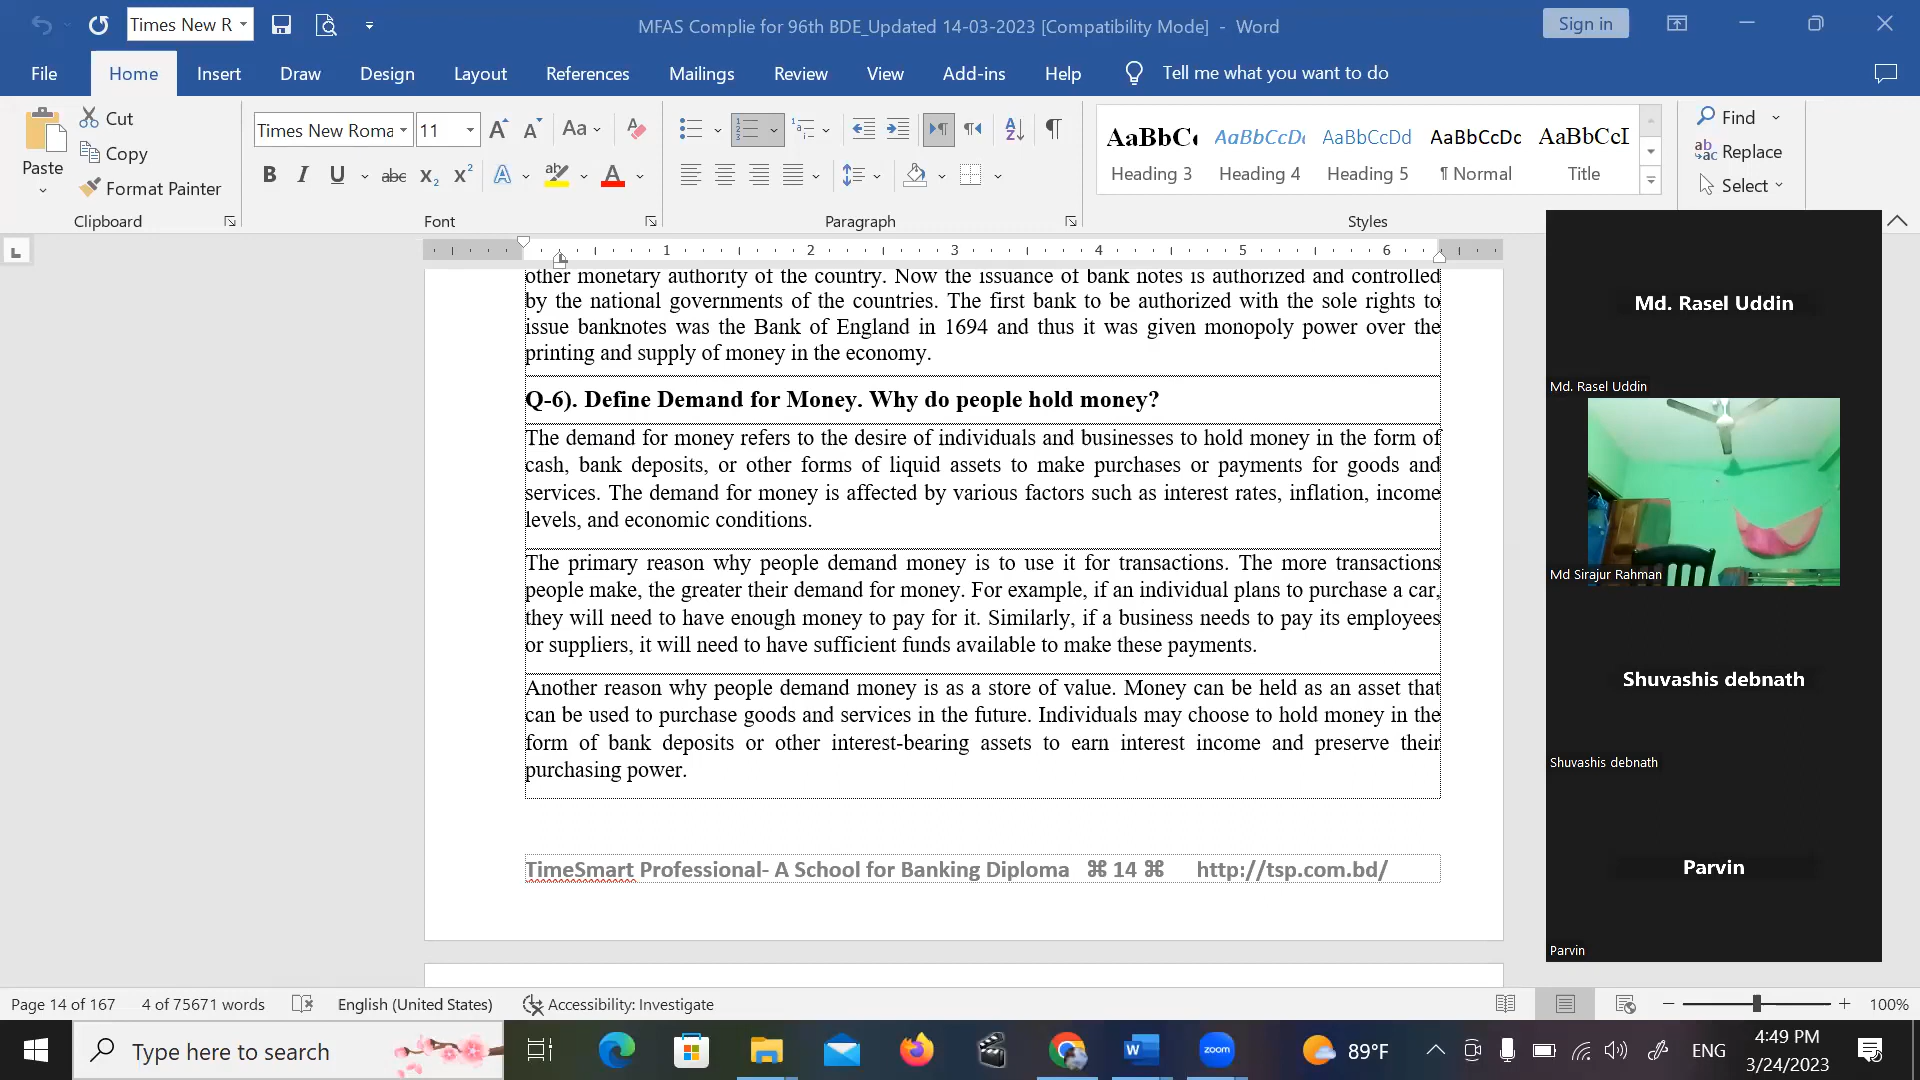 Times New R
MFAS Complie for 96th BDE_Updated 14-03-2023 [Compatibility Mode] - Word
Sign in
File Home Insert Draw Design Layout References Mailings Review View Add-ins Help Tell me what you want to do
Paste
Cut
Copy
Format Painter
Clipboard
Times New Roma 11
Aa
B I U abc X₂ X² A ab A
Font
Paragraph
AaBbCc AaBbCcDc AaBbCcDd AaBbCcDc AaBbCcD
Heading 3 Heading 4 Heading 5 ¶ Normal Title
Styles
Find
Replace
Select
1 2 3 4 5 6
other monetary authority of the country. Now the issuance of bank notes is authorized and controlled
by the national governments of the countries. The first bank to be authorized with the sole rights to
issue banknotes was the Bank of England in 1694 and thus it was given monopoly power over the
printing and supply of money in the economy.
Q-6). Define Demand for Money. Why do people hold money?
The demand for money refers to the desire of individuals and businesses to hold money in the form of
cash, bank deposits, or other forms of liquid assets to make purchases or payments for goods and
services. The demand for money is affected by various factors such as interest rates, inflation, income
levels, and economic conditions.
The primary reason why people demand money is to use it for transactions. The more transactions
people make, the greater their demand for money. For example, if an individual plans to purchase a car,
they will need to have enough money to pay for it. Similarly, if a business needs to pay its employees
or suppliers, it will need to have sufficient funds available to make these payments.
Another reason why people demand money is as a store of value. Money can be held as an asset that
can be used to purchase goods and services in the future. Individuals may choose to hold money in the
form of bank deposits or other interest-bearing assets to earn interest income and preserve their
purchasing power.
TimeSmart Professional- A School for Banking Diploma ⌘ 14 ⌘ http://tsp.com.bd/
Md. Rasel Uddin
Md. Rasel Uddin
Md Sirajur Rahman
Shuvashis debnath
Shuvashis debnath
Parvin
Parvin
Page 14 of 167 4 of 75671 words English (United States) Accessibility: Investigate 100%
Type here to search
zoom
89°F
ENG
4:49 PM
3/24/2023